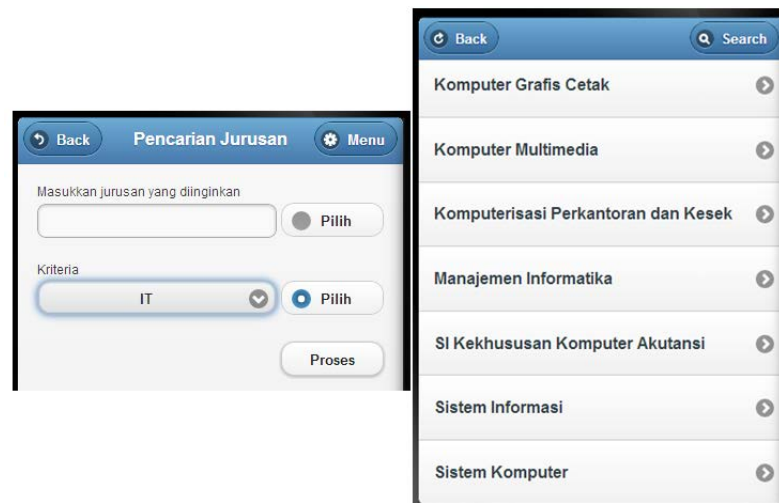 Back
Pencarian Jurusan
Menu
Masukkan jurusan yang diinginkan
Pilih
Kriteria
IT
Pilih
Proses
Back
Search
Komputer Grafis Cetak
Komputer Multimedia
Komputerisasi Perkantoran dan Kesek
Manajemen Informatika
SI Kekhususan Komputer Akutansi
Sistem Informasi
Sistem Komputer